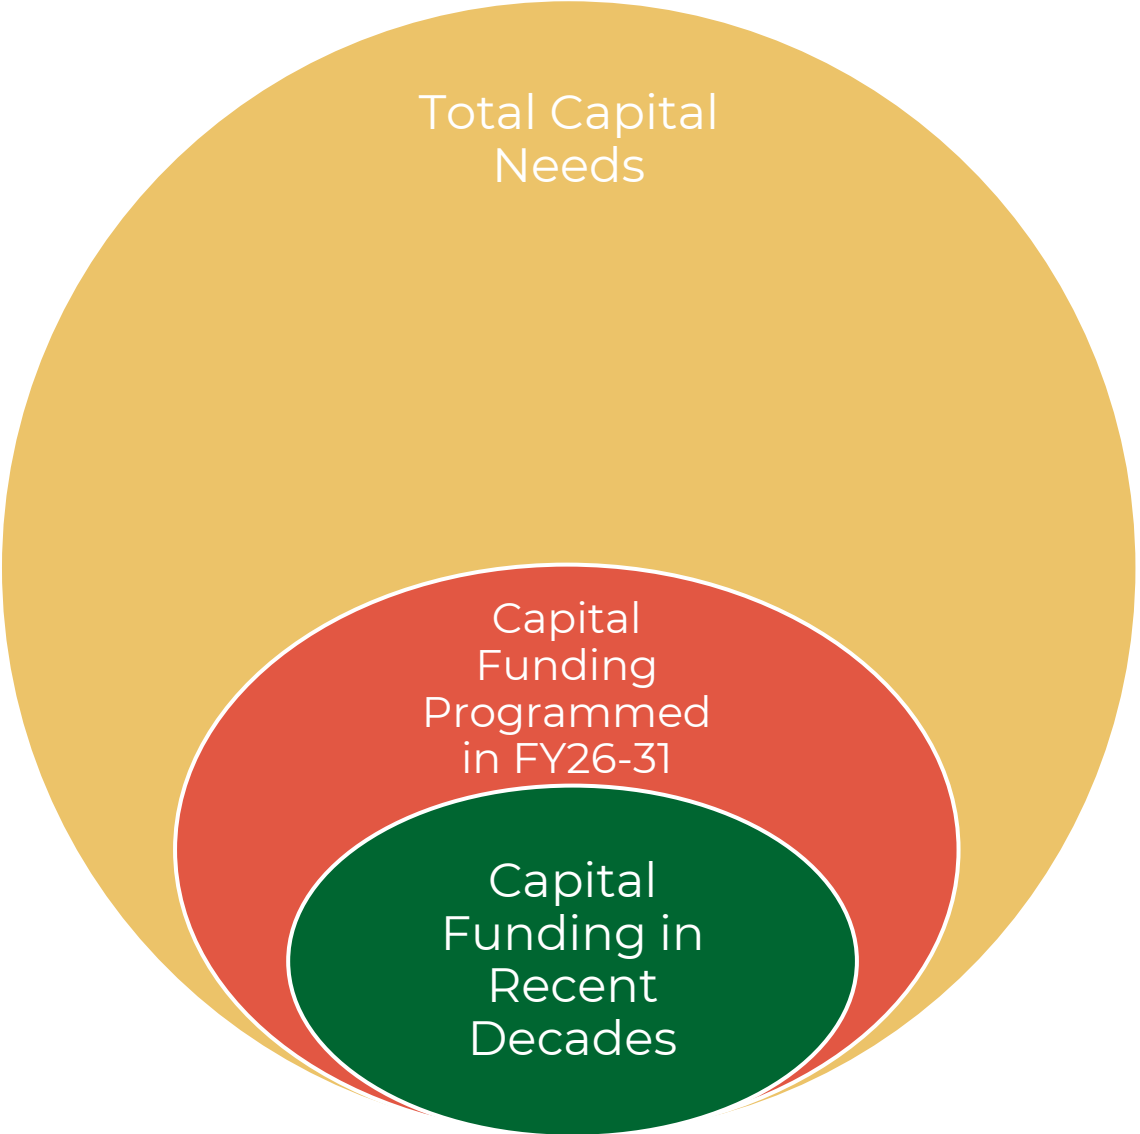 Total Capital
Needs
Capital
Funding
Programmed
in FY26-31
Capital
Funding in
Recent
Decades